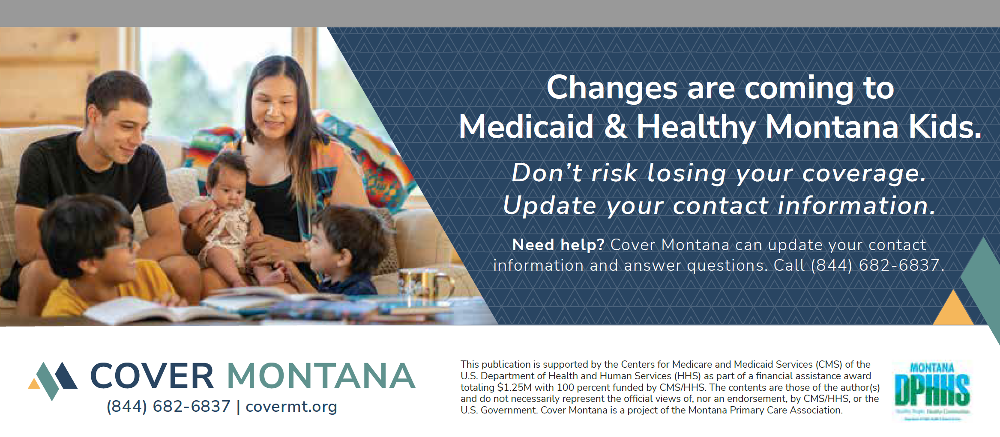 Changes are coming to
Medicaid & Healthy Montana Kids.
Don't risk losing your coverage.
Update your contact information.
Need help? Cover Montana can update your contact
information and answer questions. Call (844) 682-6837.
COVER MONTANA
(844) 682-6837 | covermt.org
This publication is supported by the Centers for Medicare and Medicaid Services (CMS) of the
U.S. Department of Health and Human Services (HHS) as part of a financial assistance award
totaling $1.25M with 100 percent funded by CMS/HHS. The contents are those of the author(s)
and do not necessarily represent the official views of, nor an endorsement, by CMS/HHS, or the
U.S. Government. Cover Montana is a project of the Montana Primary Care Association.
MONTANA
DPHHS